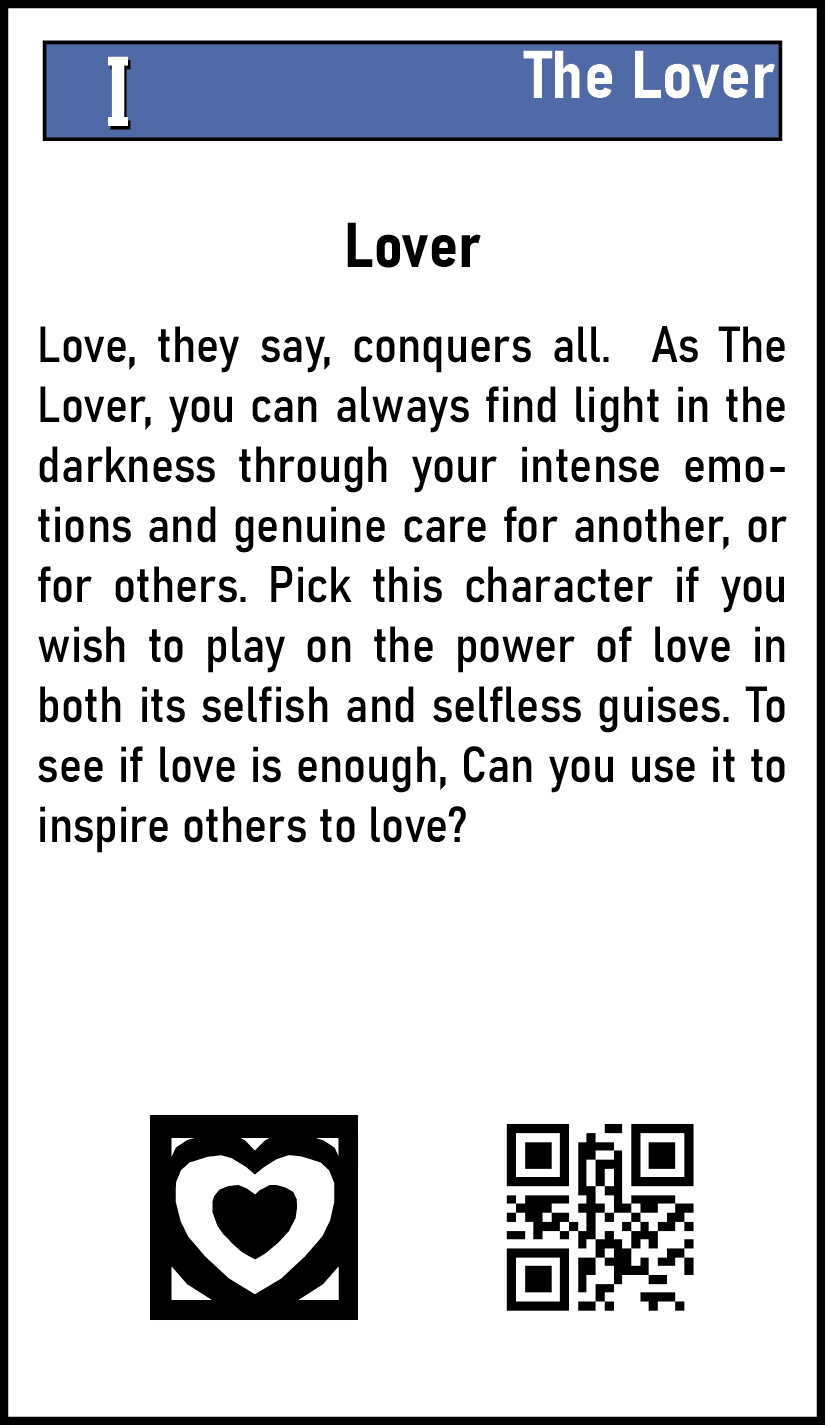 I The Lover
Lover
Love, they say, conquers all.  As The
Lover, you can always find light in the
darkness through your intense emo-
tions and genuine care for another, or
for others. Pick this character if you
wish to play on the power of love in
both its selfish and selfless guises. To
see if love is enough, Can you use it to
inspire others to love?